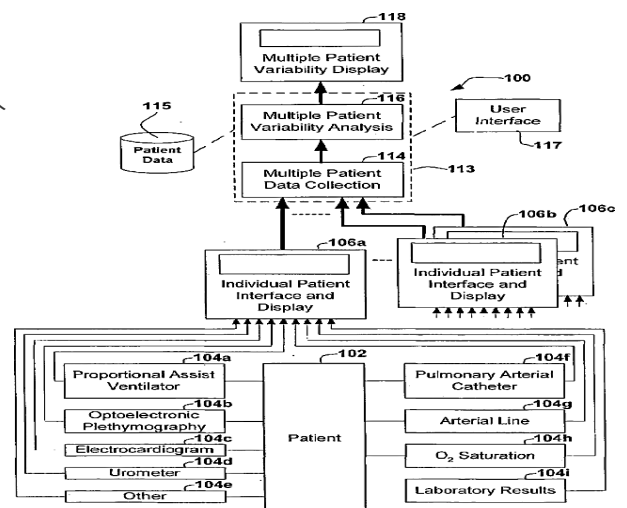 118
Multiple Patient
Variability Display
100
116
Multiple Patient
Variability Analysis
115
Patient
Data
User
Interface
117
114
Multiple Patient
Data Collection
113
106a
106b
106c
Individual Patient
Interface and
Display
Individual Patient
Interface and
Display
ent
d
104a
Proportional Assist
Ventilator
104b
Optoelectronic
Plethymography
104c
Electrocardiogram
104d
Urometer
104e
Other
102
Patient
104f
Pulmonary Arterial
Catheter
104g
Arterial Line
104h
O₂ Saturation
104i
Laboratory Results